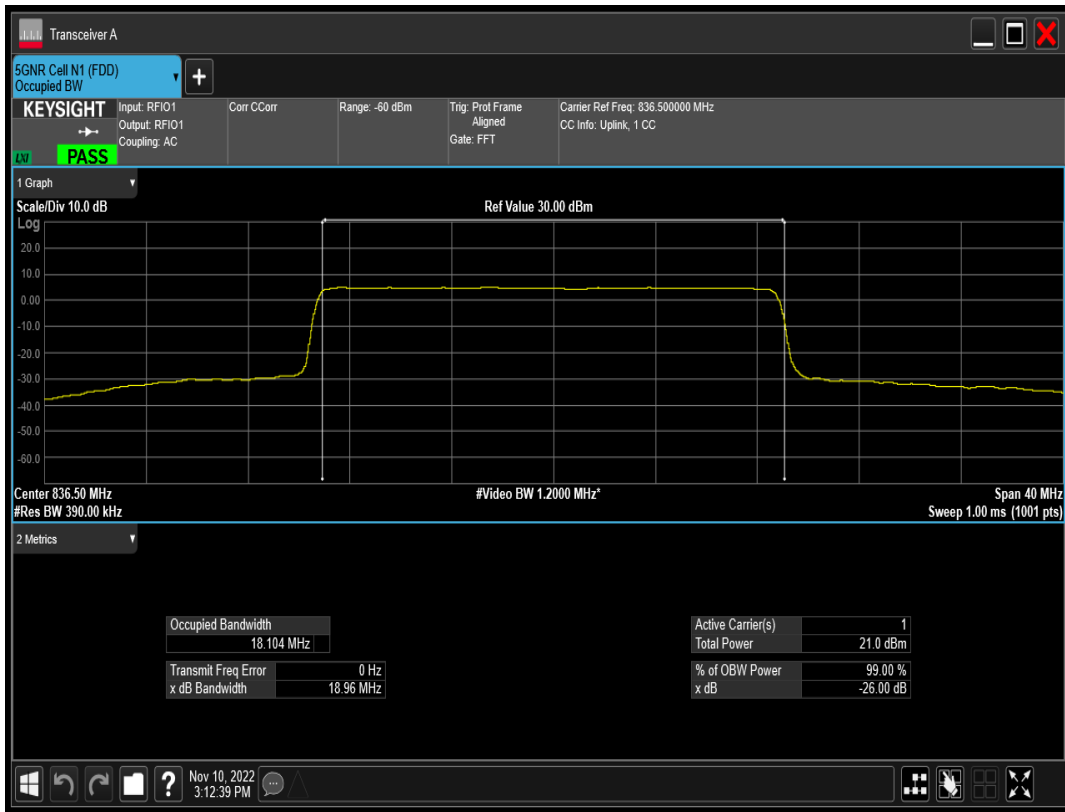 Transceiver A
5GNR Cell N1 (FDD)
Occupied BW
KEYSIGHT
LXI
PASS
Input: RFIO1
Output: RFIO1
Coupling: AC
Corr CCorr
Range: -60 dBm
Trig: Prot Frame
Aligned
Gate: FFT
Carrier Ref Freq: 836.500000 MHz
CC Info: Uplink, 1 CC
1 Graph
Scale/Div 10.0 dB
Ref Value 30.00 dBm
Log
20.0
10.0
0.00
-10.0
-20.0
-30.0
-40.0
-50.0
-60.0
Center 836.50 MHz
#Video BW 1.2000 MHz*
Span 40 MHz
#Res BW 390.00 kHz
Sweep 1.00 ms (1001 pts)
2 Metrics
Occupied Bandwidth
18.104 MHz
Transmit Freq Error 0 Hz
x dB Bandwidth 18.96 MHz
Active Carrier(s) 1
Total Power 21.0 dBm
% of OBW Power 99.00 %
x dB -26.00 dB
?
Nov 10, 2022
3:12:39 PM